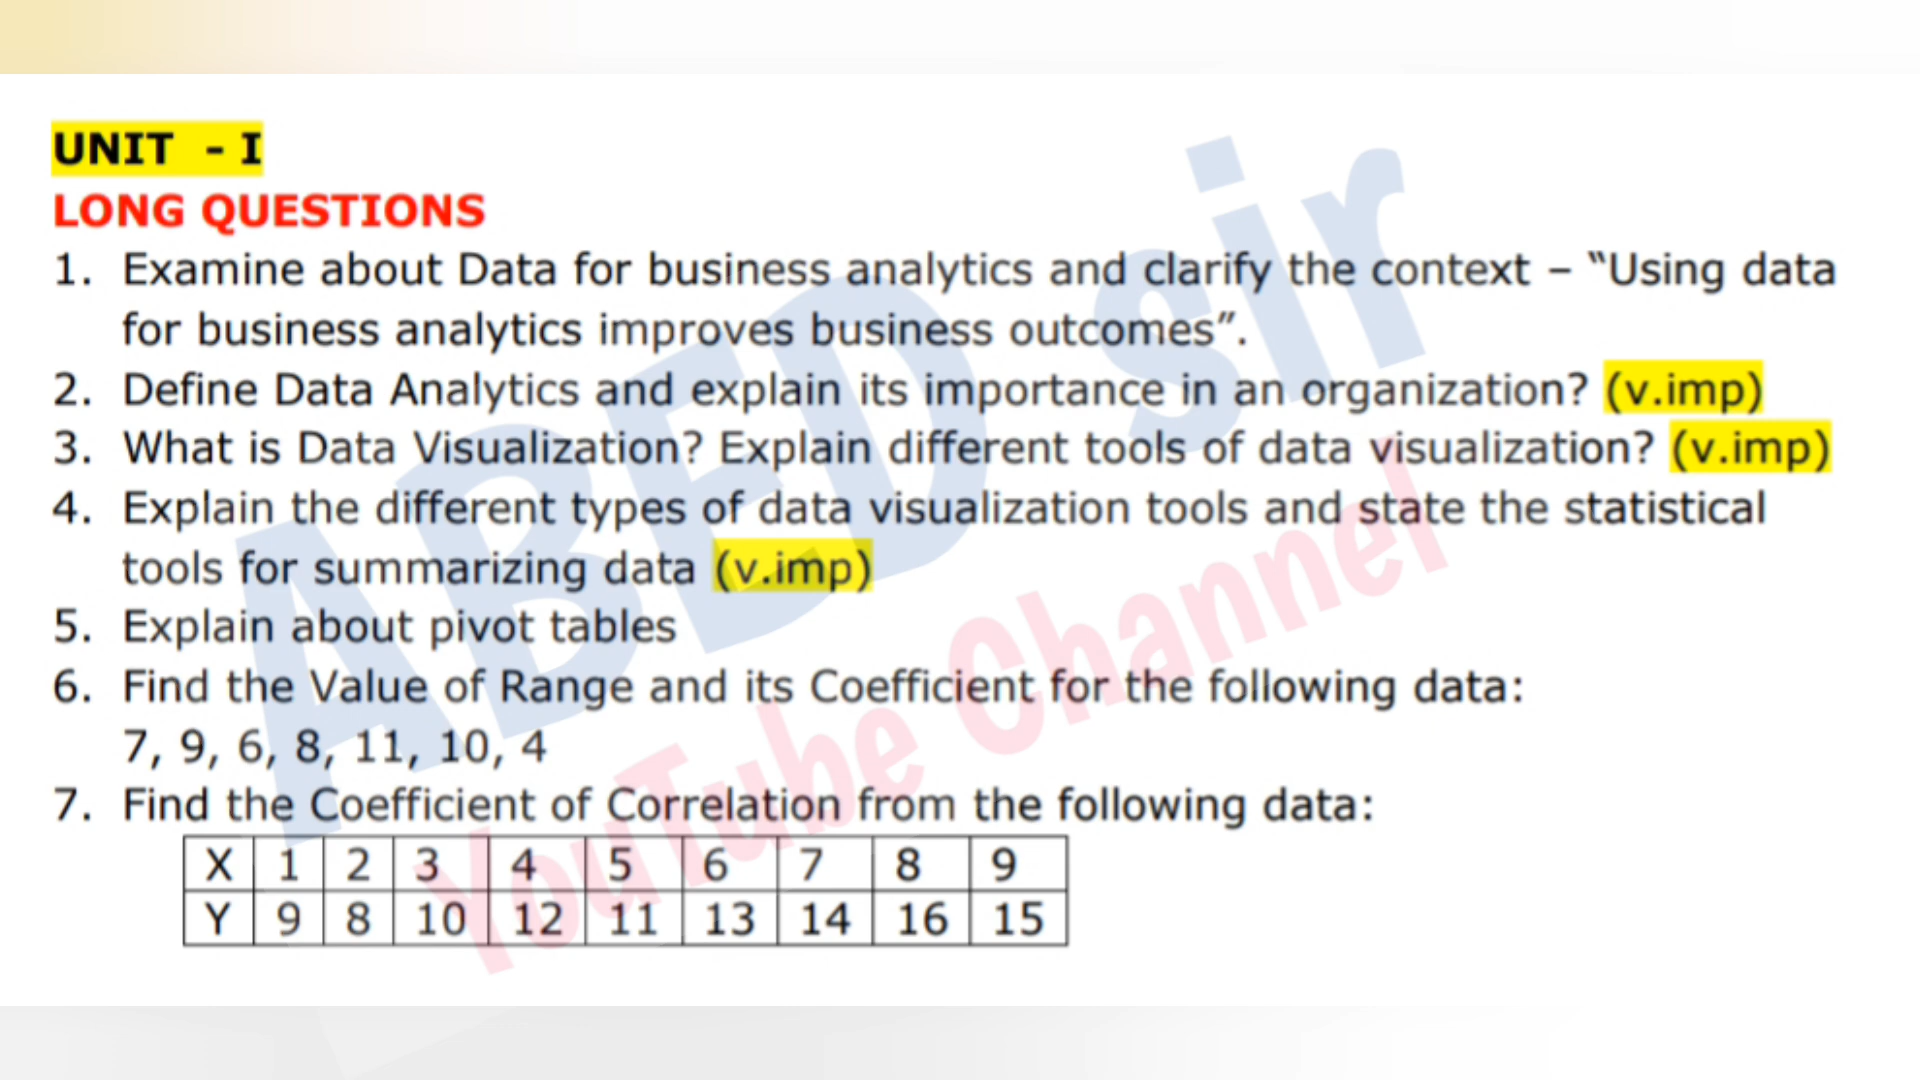 UNIT - I
LONG QUESTIONS
1. Examine about Data for business analytics and clarify the context – “Using data
for business analytics improves business outcomes”.
2. Define Data Analytics and explain its importance in an organization? (v.imp)
3. What is Data Visualization? Explain different tools of data visualization? (v.imp)
4. Explain the different types of data visualization tools and state the statistical
tools for summarizing data (v.imp)
5. Explain about pivot tables
6. Find the Value of Range and its Coefficient for the following data:
7, 9, 6, 8, 11, 10, 4
7. Find the Coefficient of Correlation from the following data:
X 1 2 3 4 5 6 7 8 9
Y 9 8 10 12 11 13 14 16 15
ABED sir
YouTube Channel